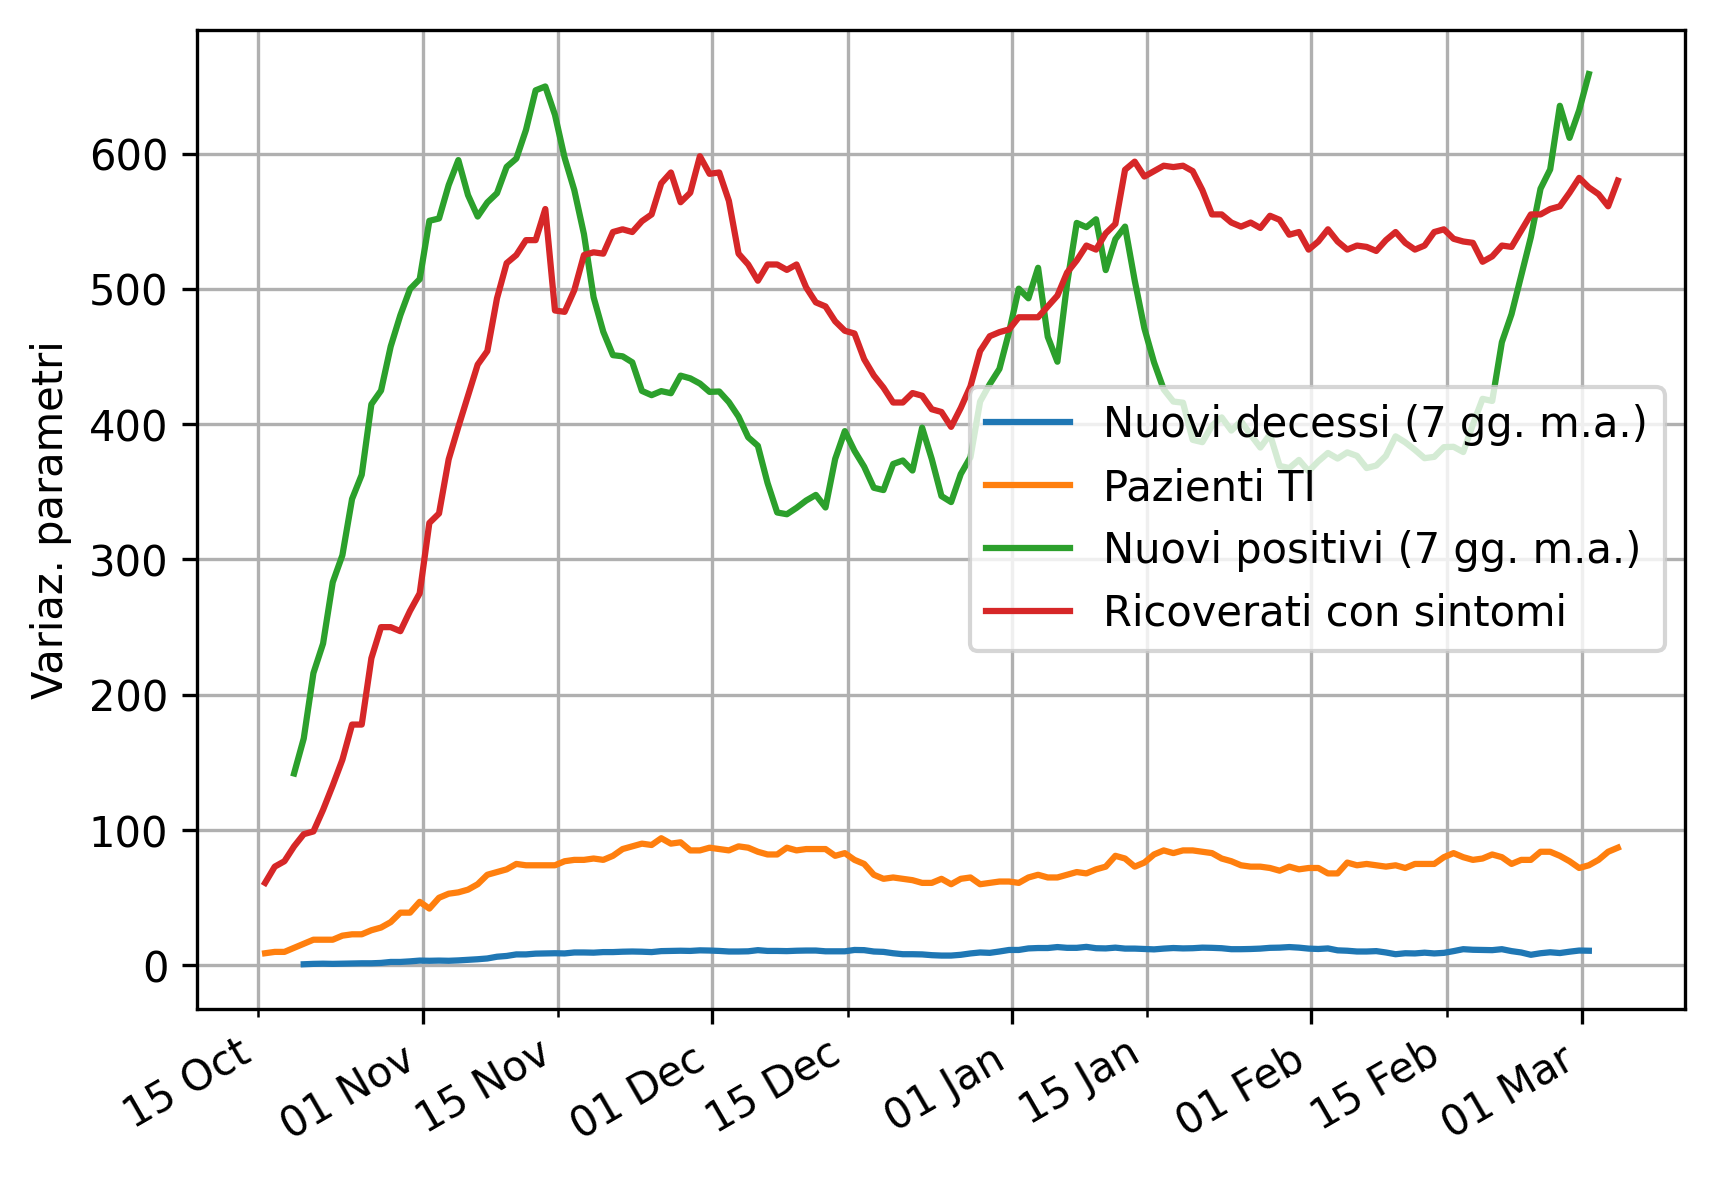 Variaz. parametri
600
500
400
300
200
100
0
Nuovi decessi (7 gg. m.a.)
Pazienti TI
Nuovi positivi (7 gg. m.a.)
Ricoverati con sintomi
15 Oct
01 Nov
15 Nov
01 Dec
15 Dec
01 Jan
15 Jan
01 Feb
15 Feb
01 Mar